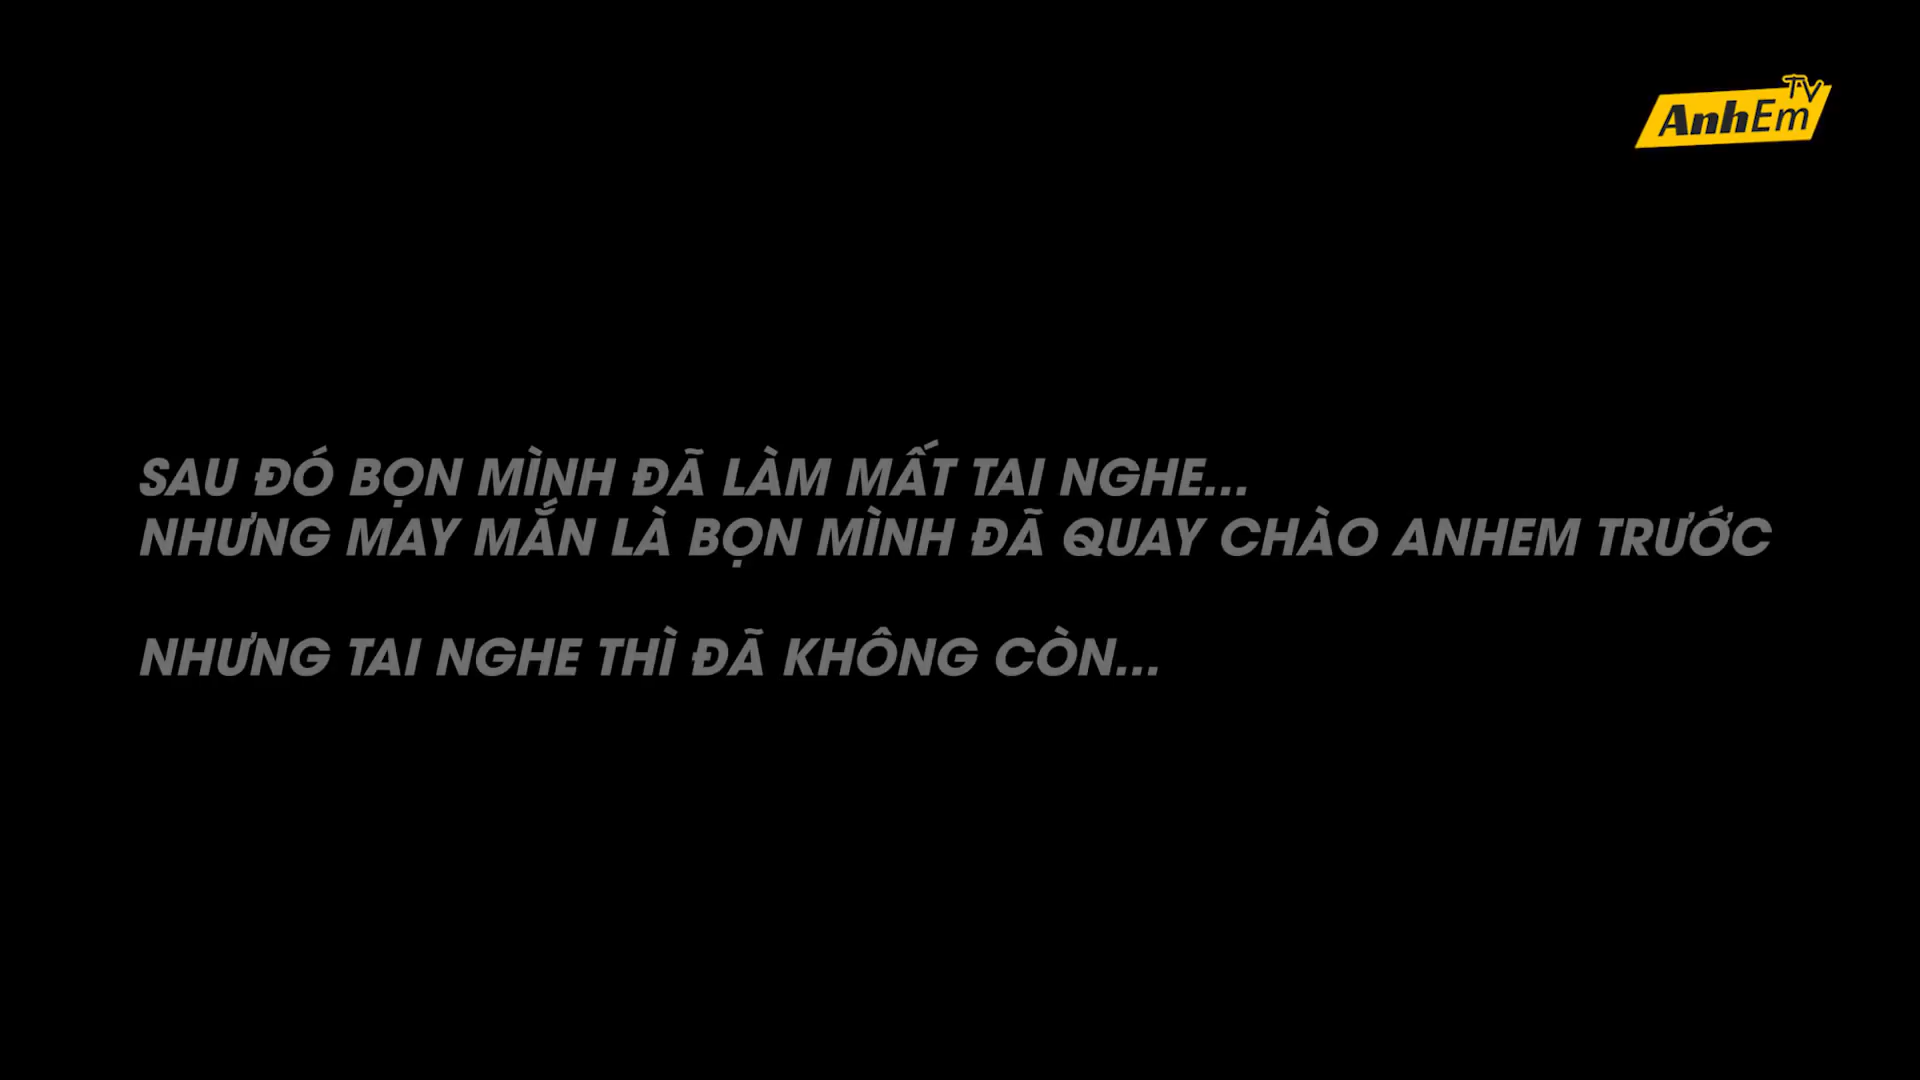 TV
AnhEm
SAU ĐÓ BỌN MÌNH ĐÃ LÀM MẤT TAI NGHE...
NHƯNG MAY MẮN LÀ BỌN MÌNH ĐÃ QUAY CHÀO ANHEM TRƯỚC
NHƯNG TAI NGHE THÌ ĐÃ KHÔNG CÒN...